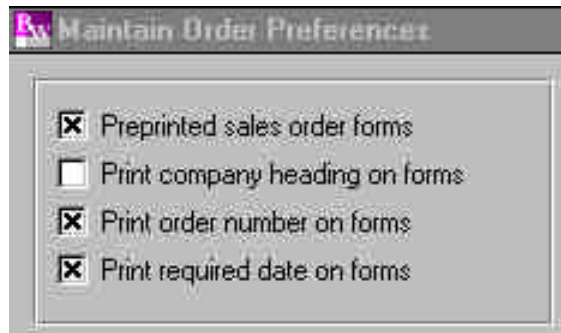 BW Maintain Order Preferences
Preprinted sales order forms
Print company heading on forms
Print order number on forms
Print required date on forms